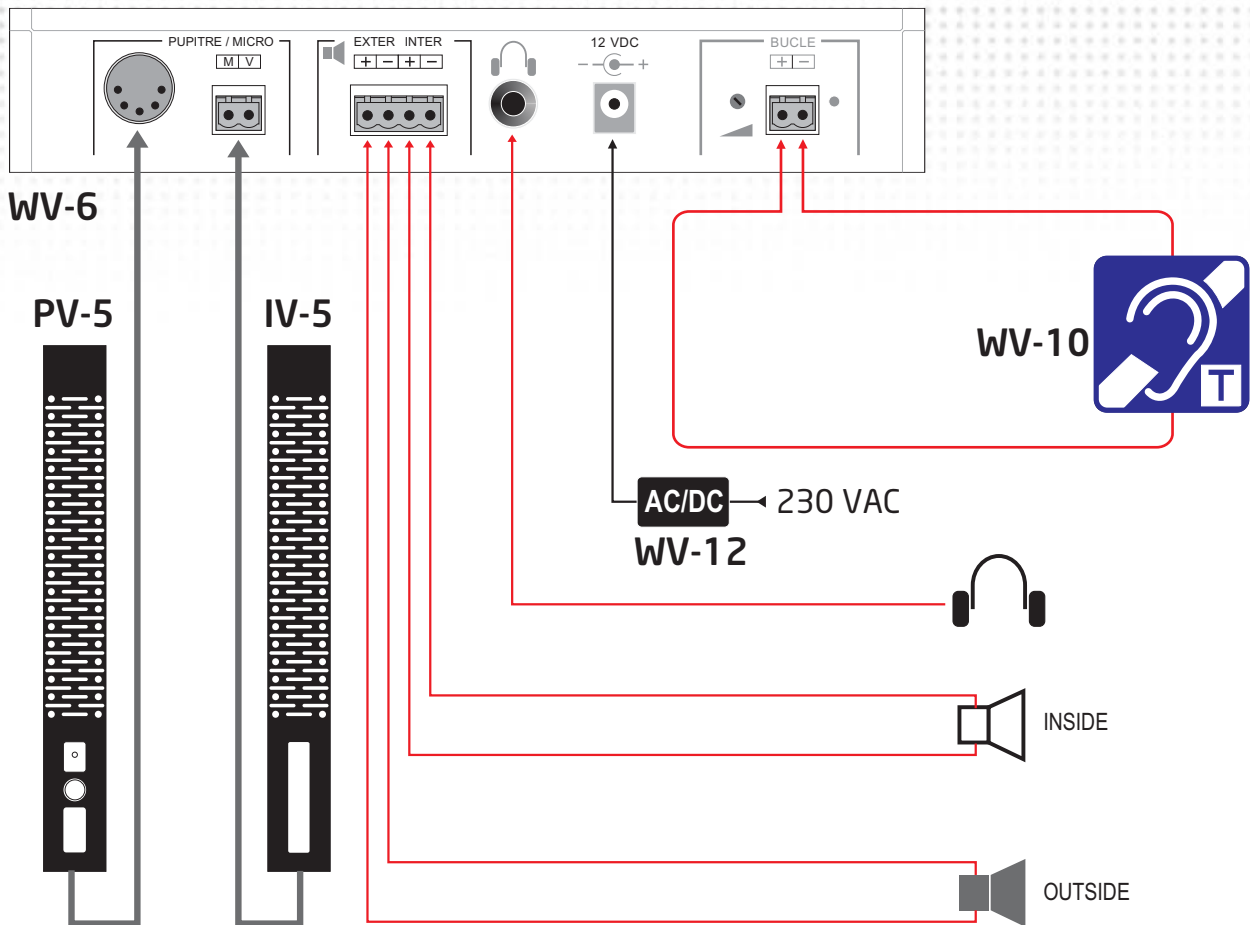 PUPITRE / MICRO
M V
EXTER INTER
+ − + −
12 VDC
− +
BUCLE
+ −
WV-6
PV-5
IV-5
WV-10
T
AC/DC
230 VAC
WV-12
INSIDE
OUTSIDE